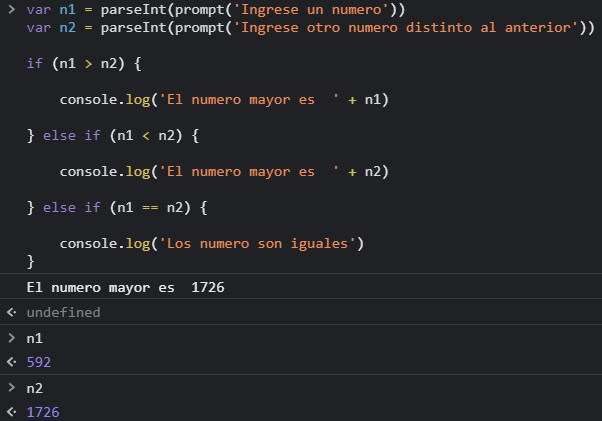 > var n1 = parseInt(prompt('Ingrese un numero'))
var n2 = parseInt(prompt('Ingrese otro numero distinto al anterior'))
if (n1 > n2) {
console.log('El numero mayor es  ' + n1)
} else if (n1 < n2) {
console.log('El numero mayor es  ' + n2)
} else if (n1 == n2) {
console.log('Los numero son iguales')
}
El numero mayor es  1726
undefined
> n1
592
> n2
1726